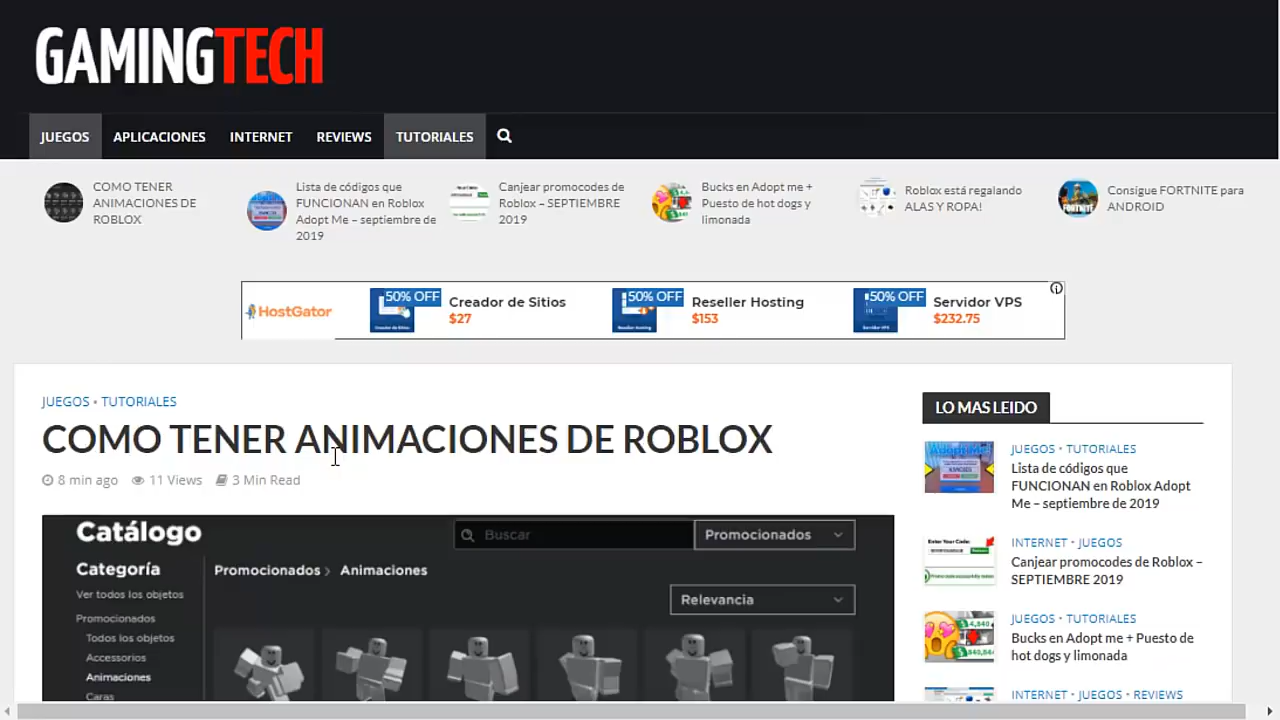 GAMINGTECH
JUEGOS APLICACIONES INTERNET REVIEWS TUTORIALES
COMO TENER
ANIMACIONES DE
ROBLOX
Lista de códigos que
FUNCIONAN en Roblox
Adopt Me – septiembre de
2019
Canjear promocodes de
Roblox – SEPTIEMBRE
2019
Bucks en Adopt me +
Puesto de hot dogs y
limonada
Roblox está regalando
ALAS Y ROPA!
Consigue FORTNITE para
ANDROID
HostGator
50% OFF
Creador de Sitios
$27
50% OFF
Reseller Hosting
$153
50% OFF
Servidor VPS
$232.75
JUEGOS • TUTORIALES
COMO TENER ANIMACIONES DE ROBLOX
8 min ago 11 Views 3 Min Read
Catálogo
Buscar
Promocionados
Categoría
Promocionados > Animaciones
Ver todos los objetos
Relevancia
Promocionados
Todos los objetos
Accessorios
Animaciones
Caras
LO MAS LEIDO
JUEGOS • TUTORIALES
Lista de códigos que
FUNCIONAN en Roblox Adopt
Me – septiembre de 2019
INTERNET • JUEGOS
Canjear promocodes de Roblox –
SEPTIEMBRE 2019
JUEGOS • TUTORIALES
Bucks en Adopt me + Puesto de
hot dogs y limonada
INTERNET • JUEGOS • REVIEWS